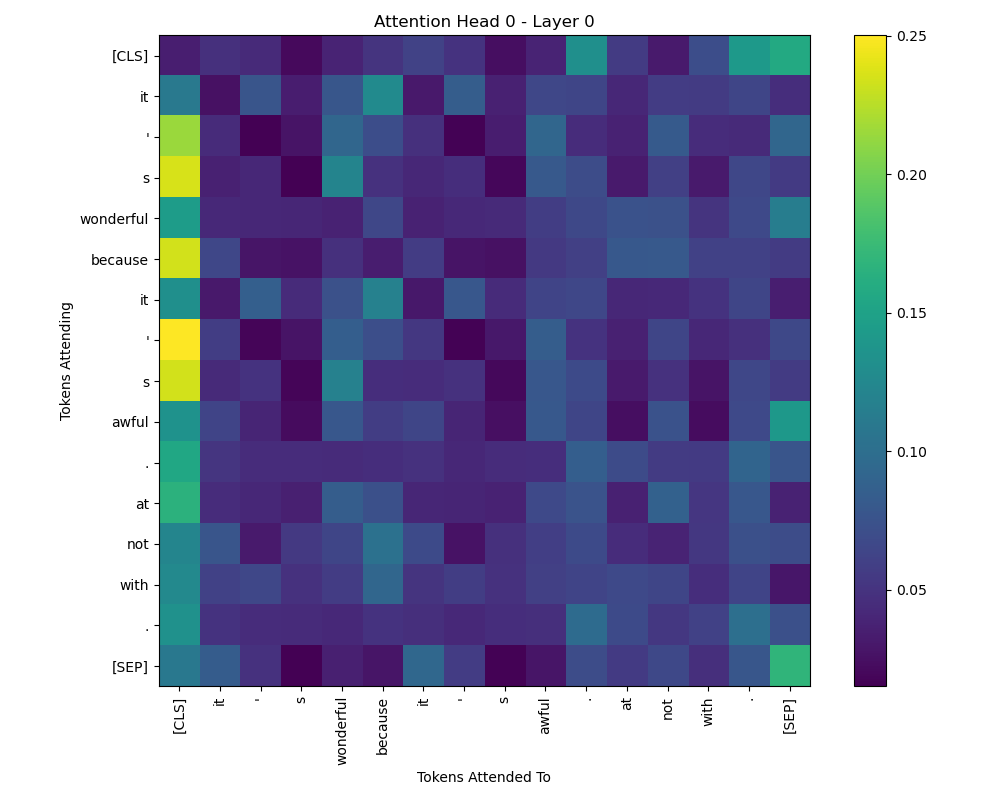 Attention Head 0 - Layer 0
[CLS]
it
'
s
wonderful
because
it
'
s
awful
.
at
not
with
.
[SEP]
Tokens Attending
[CLS]
it
'
s
wonderful
because
it
'
s
awful
.
at
not
with
.
[SEP]
Tokens Attended To
0.25
0.20
0.15
0.10
0.05